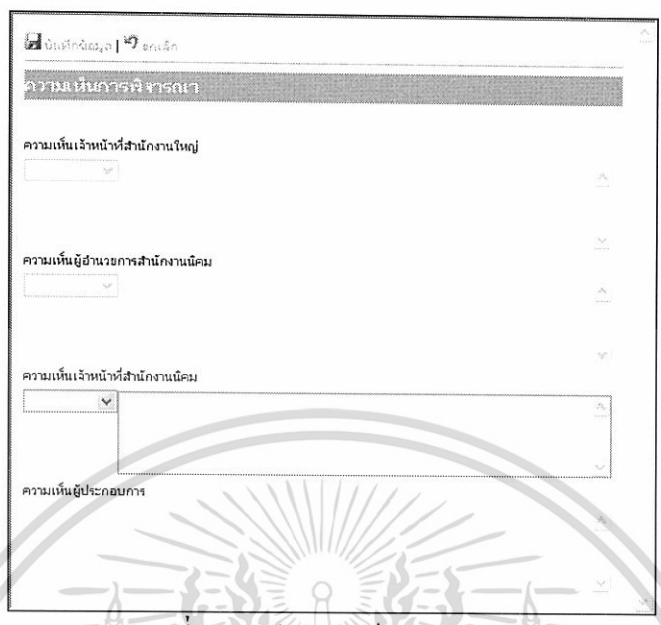 บันทึกข้อมูล | ยกเลิก
ความเห็นการพิจารณา
ความเห็นเจ้าหน้าที่สำนักงานใหญ่
ความเห็นผู้อำนวยการสำนักงานนิคม
ความเห็นเจ้าหน้าที่สำนักงานนิคม
ความเห็นผู้ประกอบการ